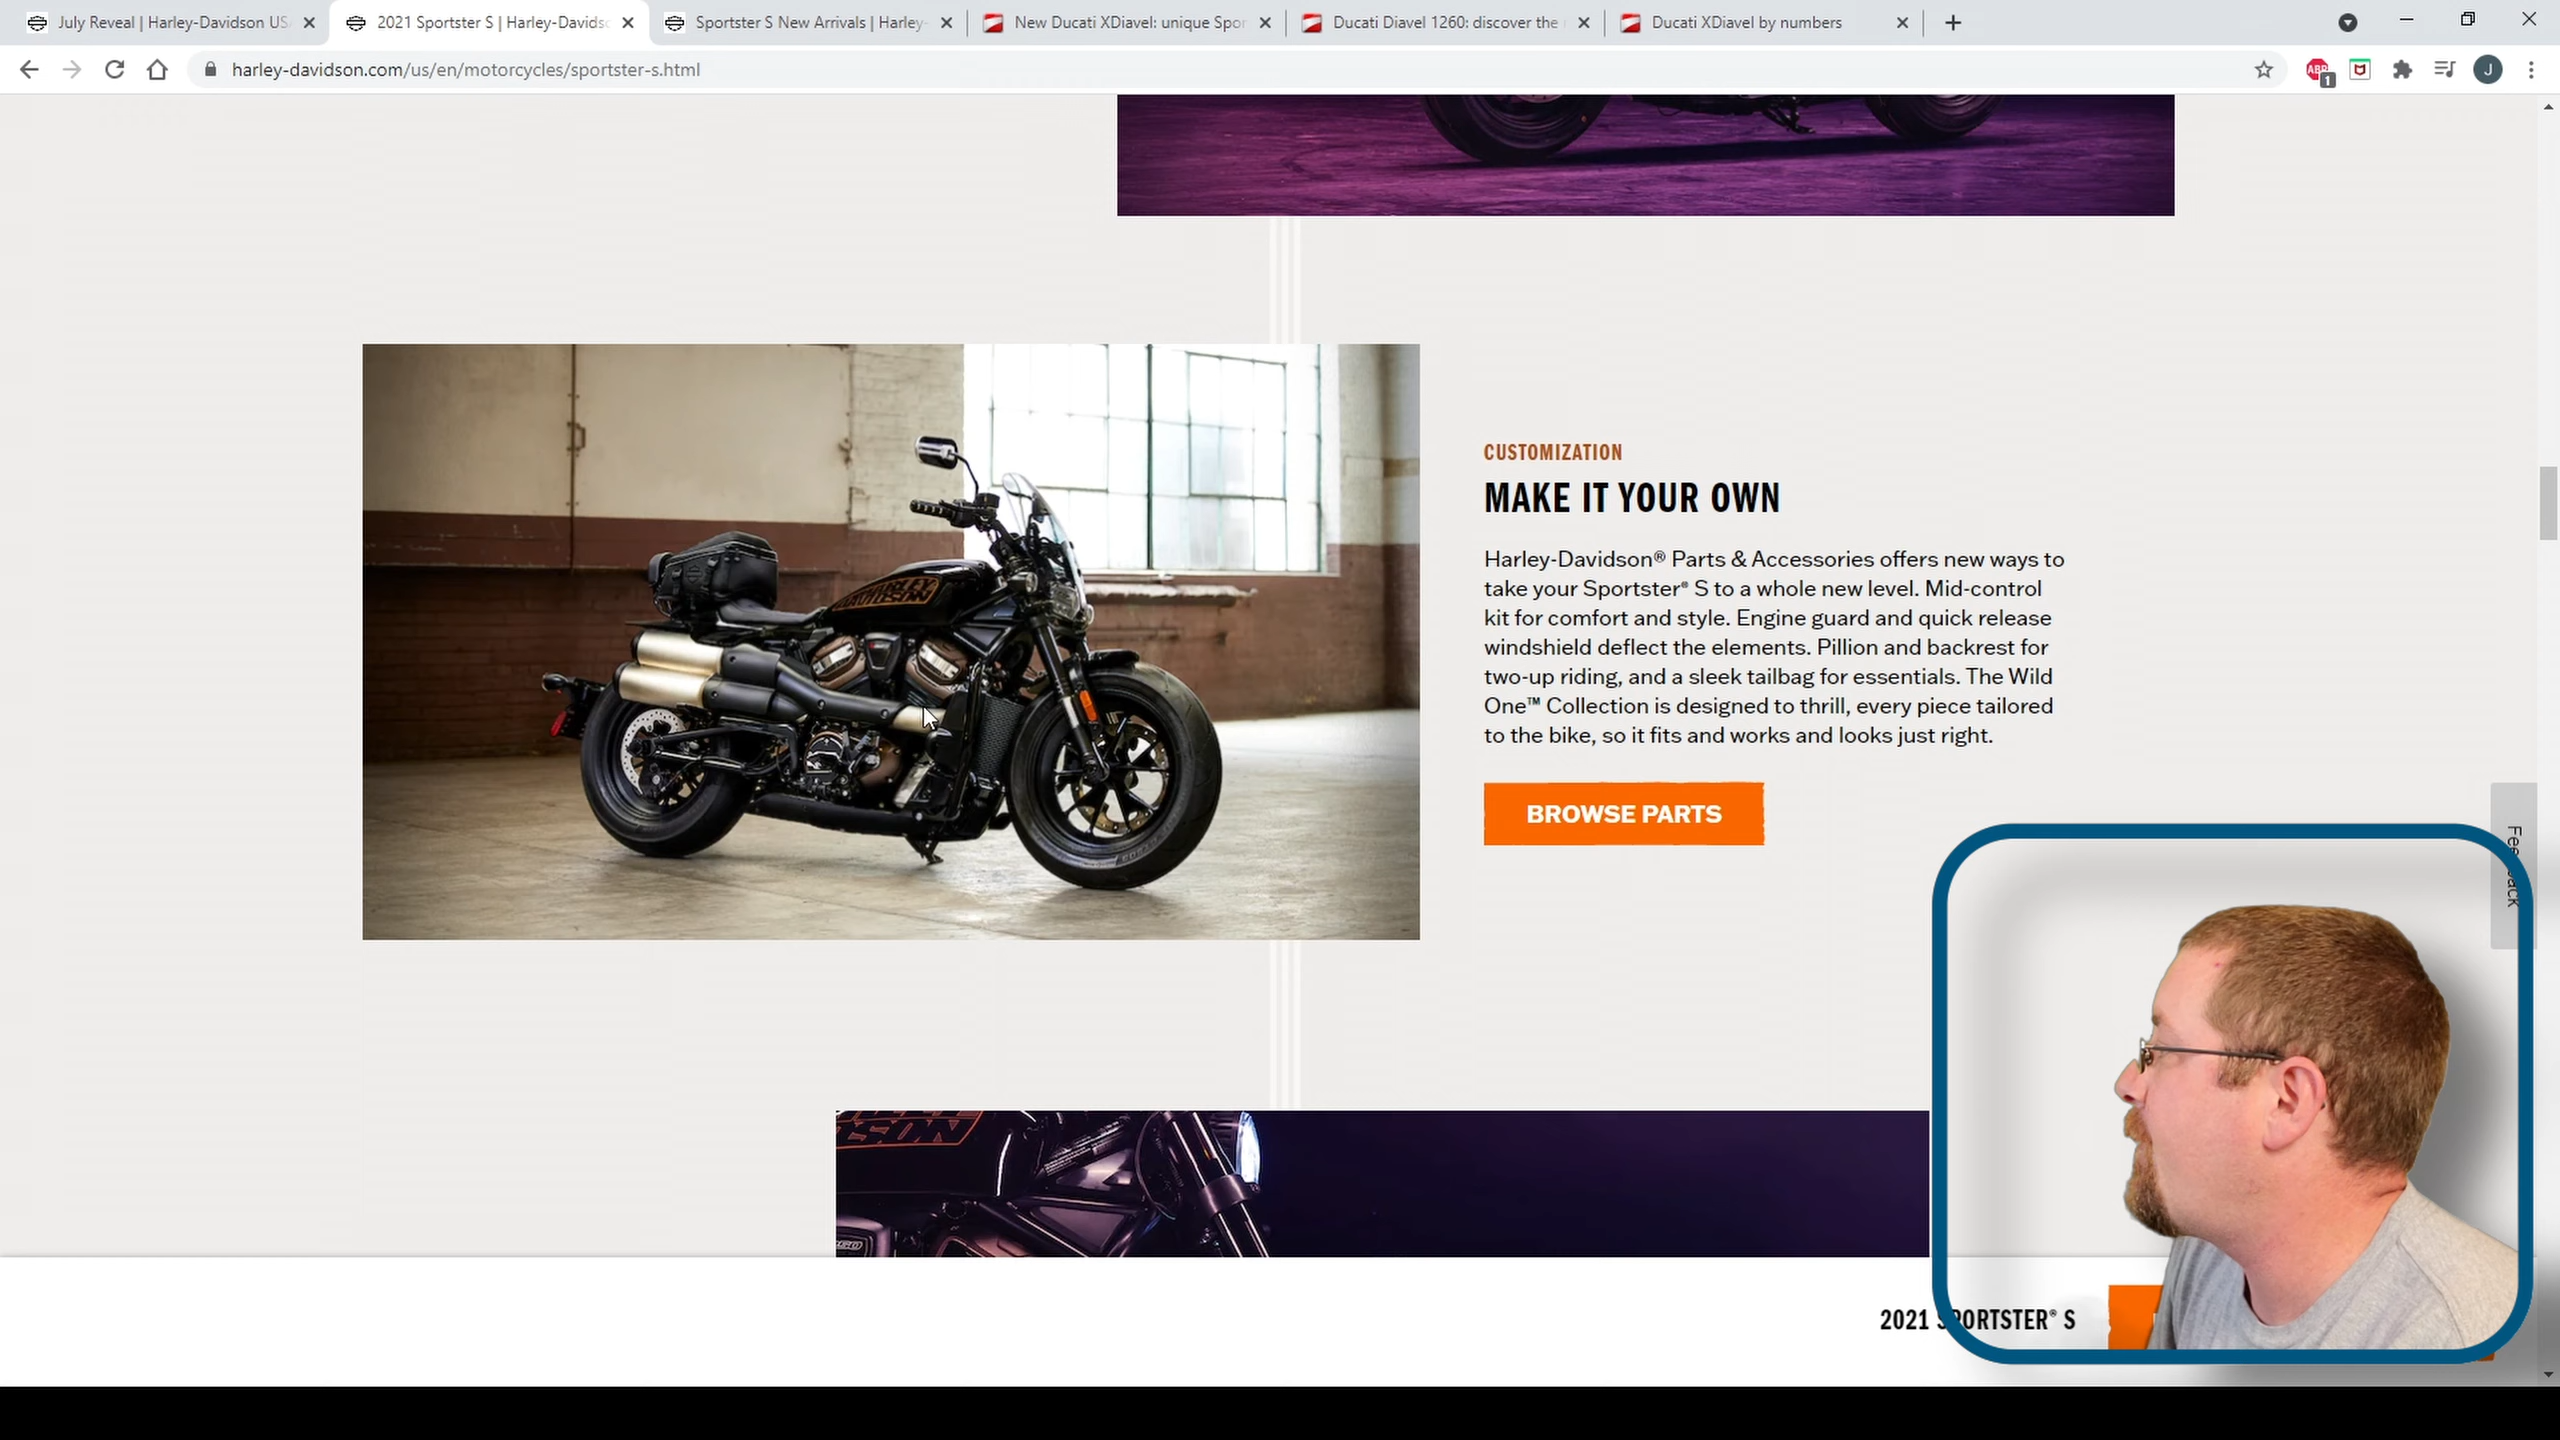 July Reveal | Harley-Davidson US
2021 Sportster S | Harley-Davids
Sportster S New Arrivals | Harley-
New Ducati XDiavel: unique Spor
Ducati Diavel 1260: discover the
Ducati XDiavel by numbers
harley-davidson.com/us/en/motorcycles/sportster-s.html
ABP
1
J
HARLEY
DAVIDSON
CUSTOMIZATION
MAKE IT YOUR OWN
Harley-Davidson® Parts & Accessories offers new ways to
take your Sportster® S to a whole new level. Mid-control
kit for comfort and style. Engine guard and quick release
windshield deflect the elements. Pillion and backrest for
two-up riding, and a sleek tailbag for essentials. The Wild
One™ Collection is designed to thrill, every piece tailored
to the bike, so it fits and works and looks just right.
BROWSE PARTS
2021 SPORTSTER® S